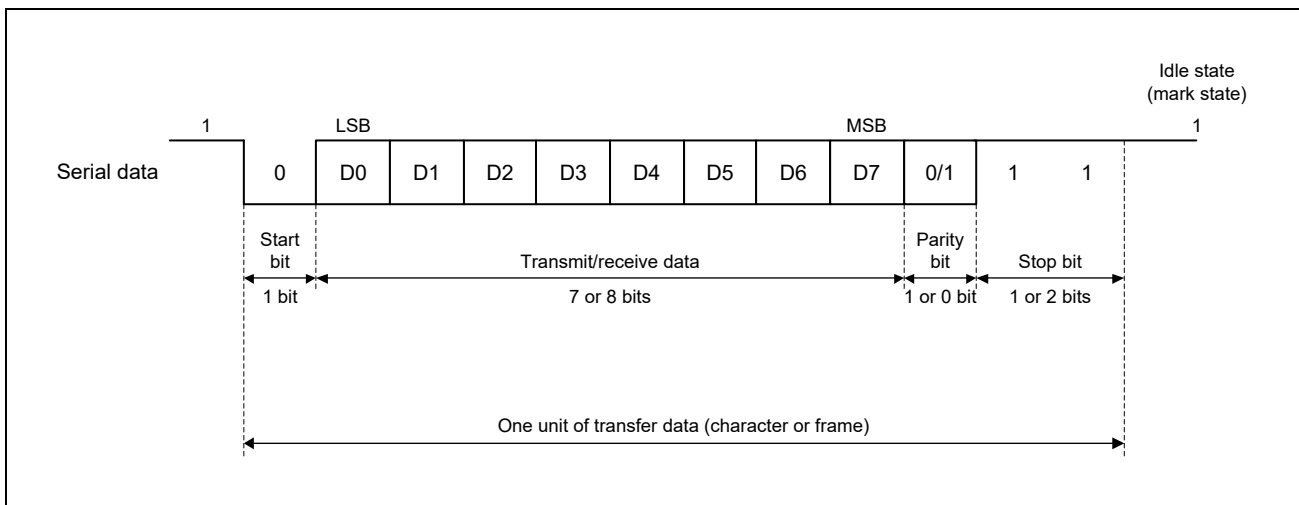 Idle state
(mark state)
1 LSB MSB 1
Serial data 0 D0 D1 D2 D3 D4 D5 D6 D7 0/1 1 1
Start
bit
Transmit/receive data
Parity
bit
Stop bit
1 bit 7 or 8 bits 1 or 0 bit 1 or 2 bits
One unit of transfer data (character or frame)